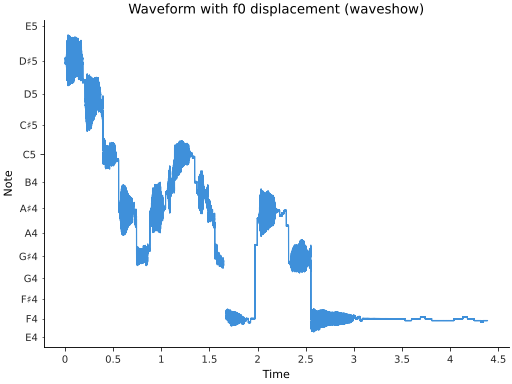 Waveform with f0 displacement (waveshow)
E5
D♯5
D5
C♯5
C5
B4
A♯4
A4
G♯4
G4
F♯4
F4
E4
Note
0 0.5 1 1.5 2 2.5 3 3.5 4 4.5
Time